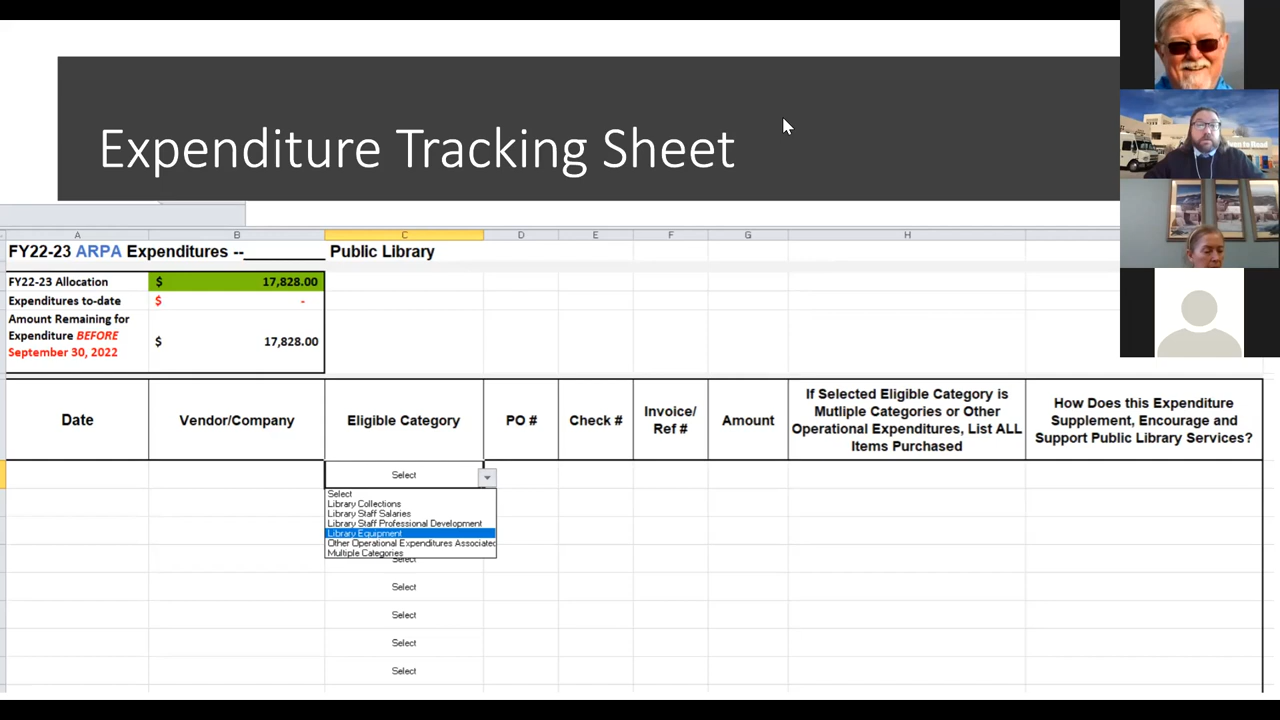 Expenditure Tracking Sheet
A B C D E F G H
FY22-23 ARPA Expenditures --_________ Public Library
FY22-23 Allocation $ 17,828.00
Expenditures to-date $ -
Amount Remaining for
Expenditure BEFORE
September 30, 2022
$ 17,828.00
Date
Vendor/Company
Eligible Category
PO #
Check #
Invoice/
Ref #
Amount
If Selected Eligible Category is
Mutliple Categories or Other
Operational Expenditures, List ALL
Items Purchased
How Does this Expenditure
Supplement, Encourage and
Support Public Library Services?
Select
Select
Library Collections
Library Staff Salaries
Library Staff Professional Development
Library Equipment
Other Operational Expenditures Associated
Multiple Categories
Select
Select
Select
Select
Select
to Read